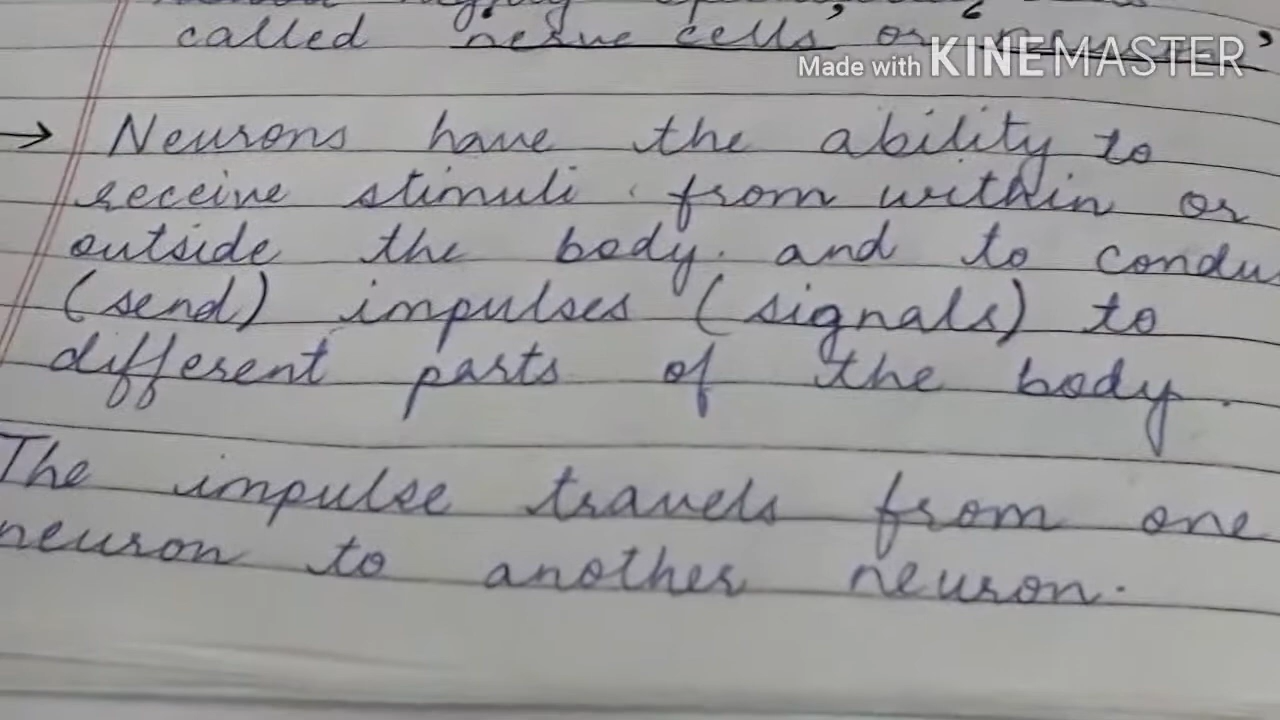 called nerve cells or
Made with KINEMASTER
→ Neurons have the ability to
receive stimuli from within or
outside the body. and to condu
(send) impulses (signals) to
different parts of the body.
The impulse travels from one
neuron to another neuron.